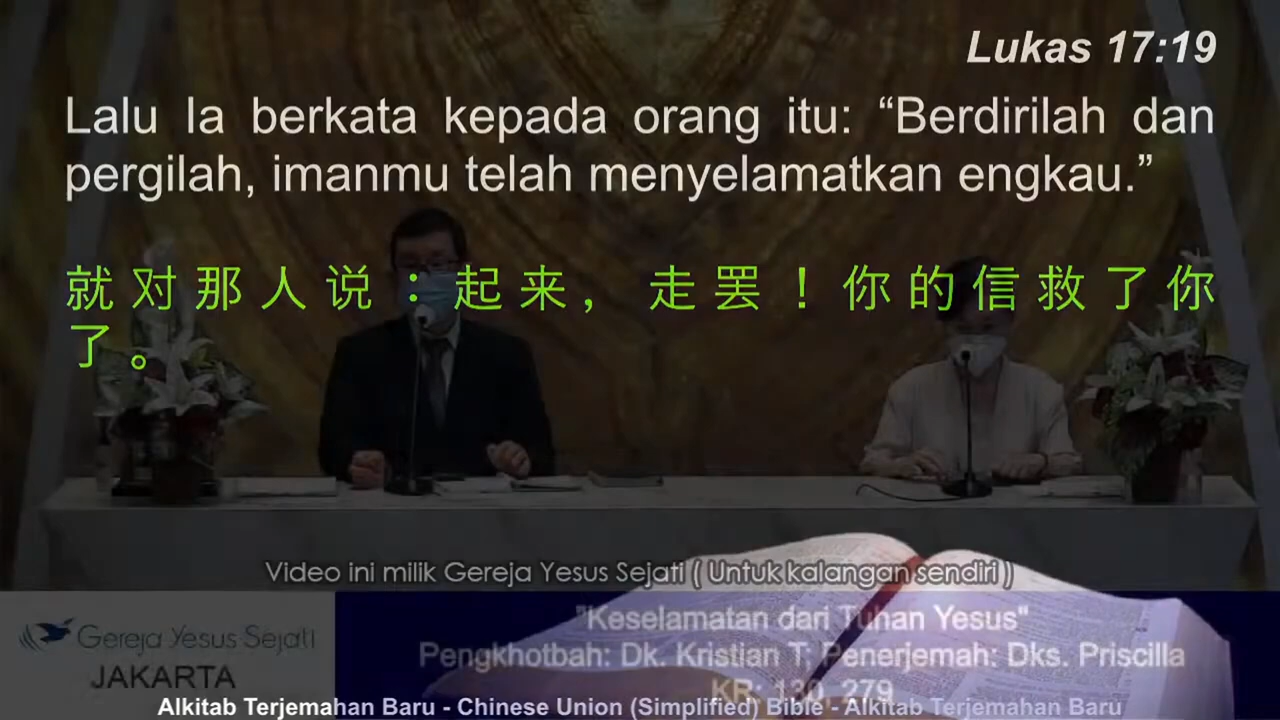 Lukas 17:19
Lalu Ia berkata kepada orang itu: “Berdirilah dan
pergilah, imanmu telah menyelamatkan engkau.”
就对那人说：起来，走罢！你的信救了你
了。
Video ini milik Gereja Yesus Sejati ( Untuk kalangan sendiri )
"Keselamatan dari Tuhan Yesus"
Gereja Yesus Sejati
Pengkhotbah: Dk. Kristian T; Penerjemah: Dks. Priscilla
JAKARTA
KR: 130, 279
Alkitab Terjemahan Baru - Chinese Union (Simplified) Bible - Alkitab Terjemahan Baru